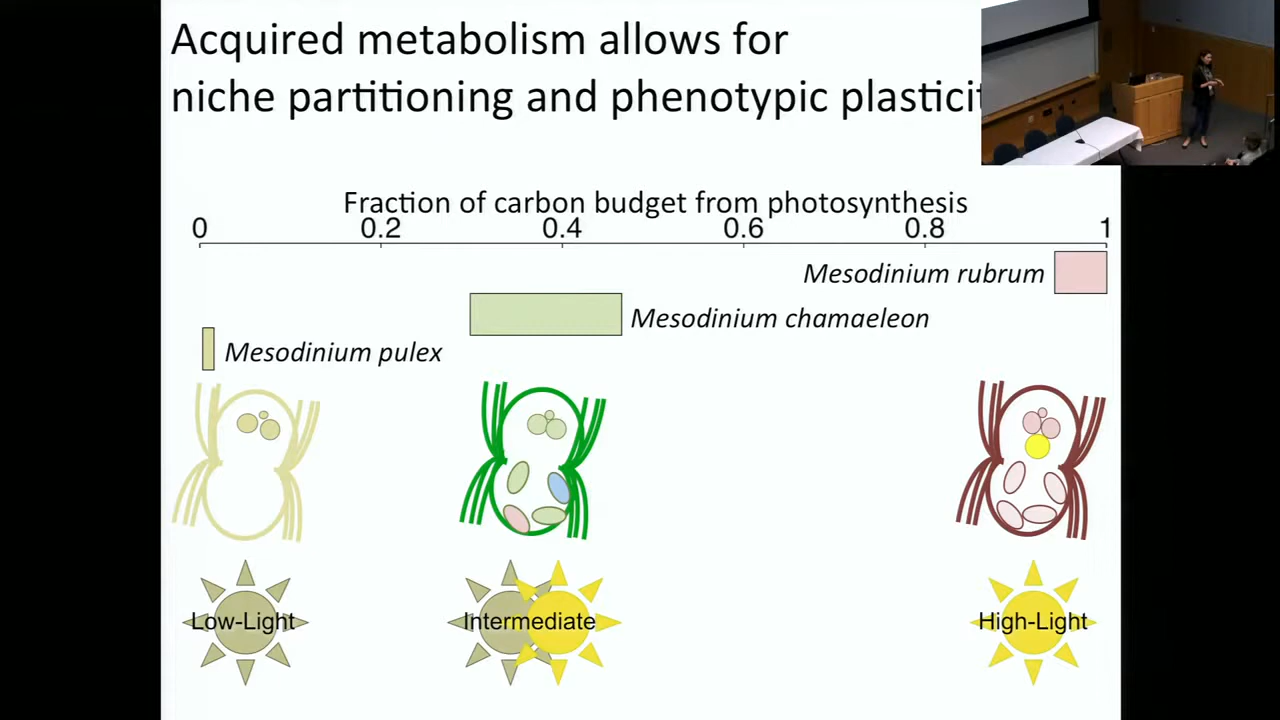 Acquired metabolism allows for
niche partitioning and phenotypic plasticit
Fraction of carbon budget from photosynthesis
0 0.2 0.4 0.6 0.8 1
Mesodinium rubrum
Mesodinium chamaeleon
Mesodinium pulex
Low-Light Intermediate High-Light